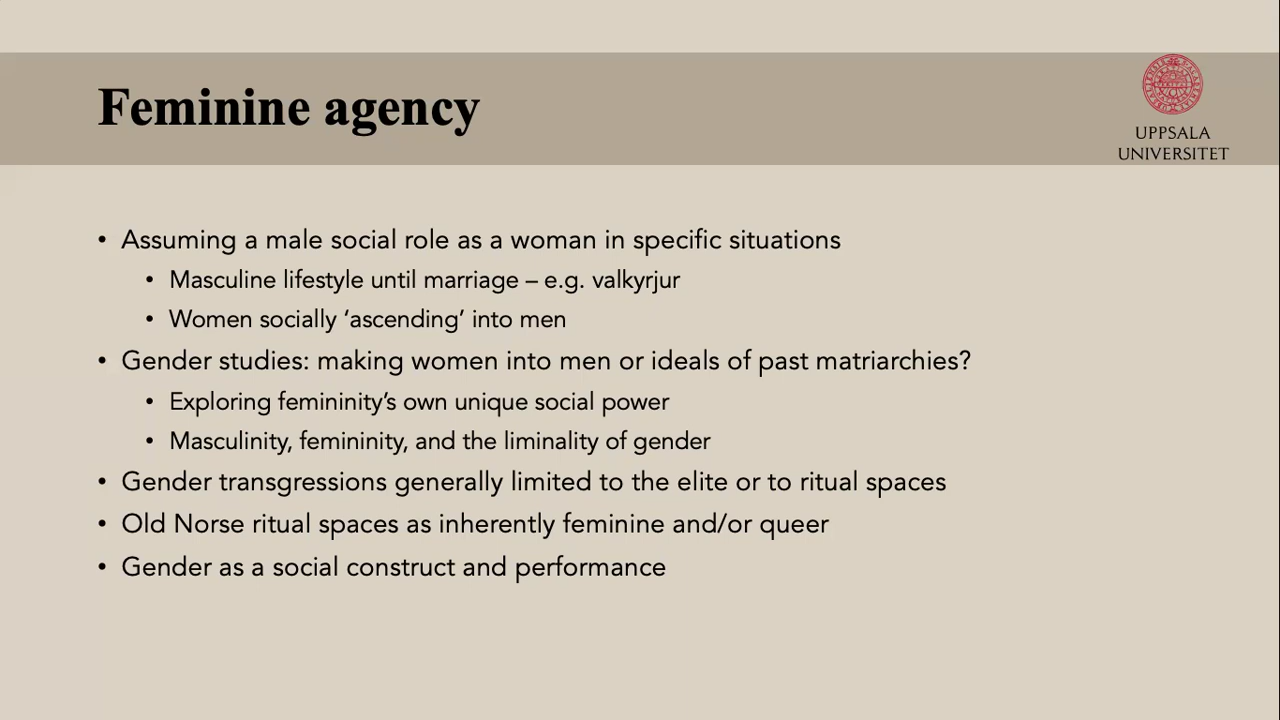 Feminine agency
UPPSALA
UNIVERSITET
• Assuming a male social role as a woman in specific situations
• Masculine lifestyle until marriage – e.g. valkyrjur
• Women socially ‘ascending’ into men
• Gender studies: making women into men or ideals of past matriarchies?
• Exploring femininity’s own unique social power
• Masculinity, femininity, and the liminality of gender
• Gender transgressions generally limited to the elite or to ritual spaces
• Old Norse ritual spaces as inherently feminine and/or queer
• Gender as a social construct and performance